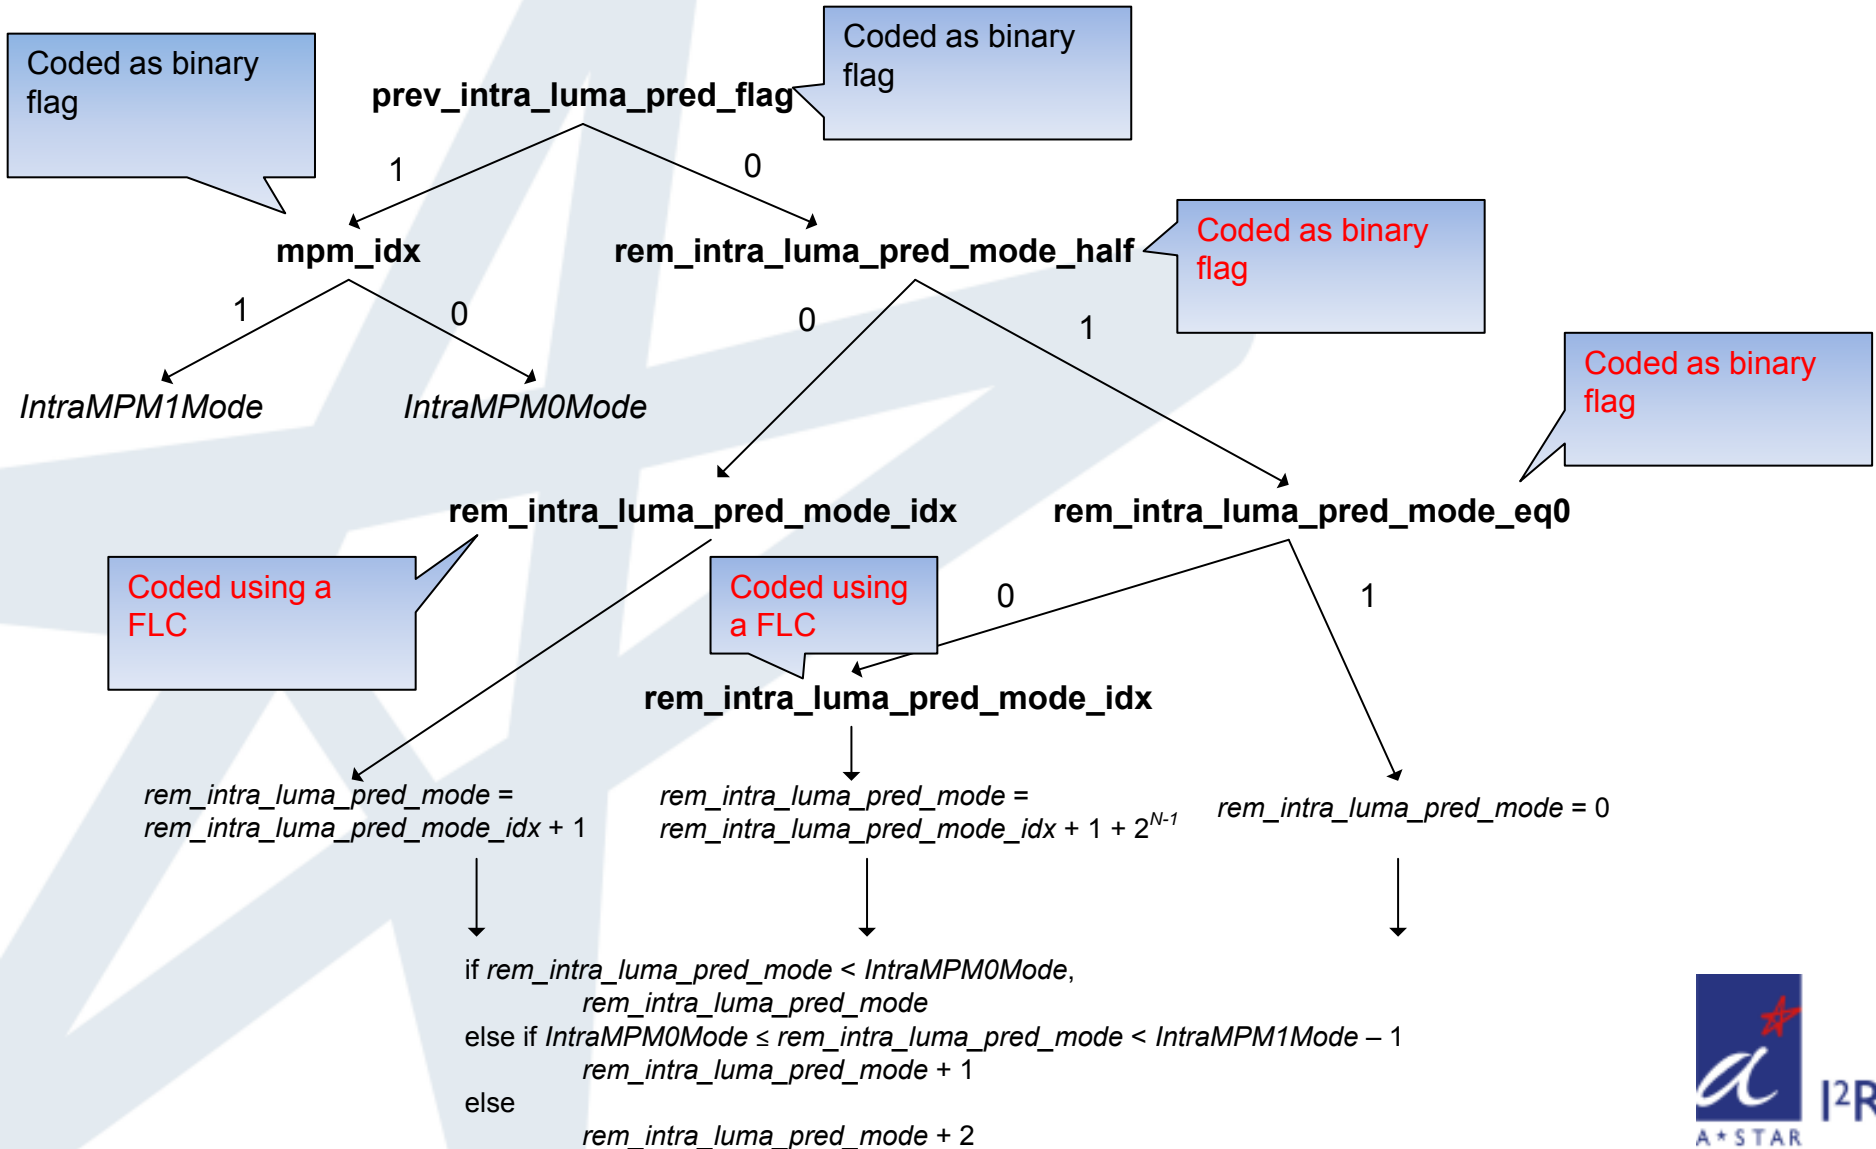 Coded as binary
flag
Coded as binary
flag
prev_intra_luma_pred_flag
1
0
mpm_idx
rem_intra_luma_pred_mode_half
Coded as binary
flag
1
0
0
1
IntraMPM1Mode
IntraMPM0Mode
Coded as binary
flag
rem_intra_luma_pred_mode_idx
rem_intra_luma_pred_mode_eq0
Coded using a
FLC
Coded using
a FLC
0
1
rem_intra_luma_pred_mode_idx
rem_intra_luma_pred_mode =
rem_intra_luma_pred_mode_idx + 1
rem_intra_luma_pred_mode =
rem_intra_luma_pred_mode_idx + 1 + 2^{N-1}
rem_intra_luma_pred_mode = 0
if rem_intra_luma_pred_mode < IntraMPM0Mode,
rem_intra_luma_pred_mode
else if IntraMPM0Mode ≤ rem_intra_luma_pred_mode < IntraMPM1Mode – 1
rem_intra_luma_pred_mode + 1
else
rem_intra_luma_pred_mode + 2
I²R
A★STAR